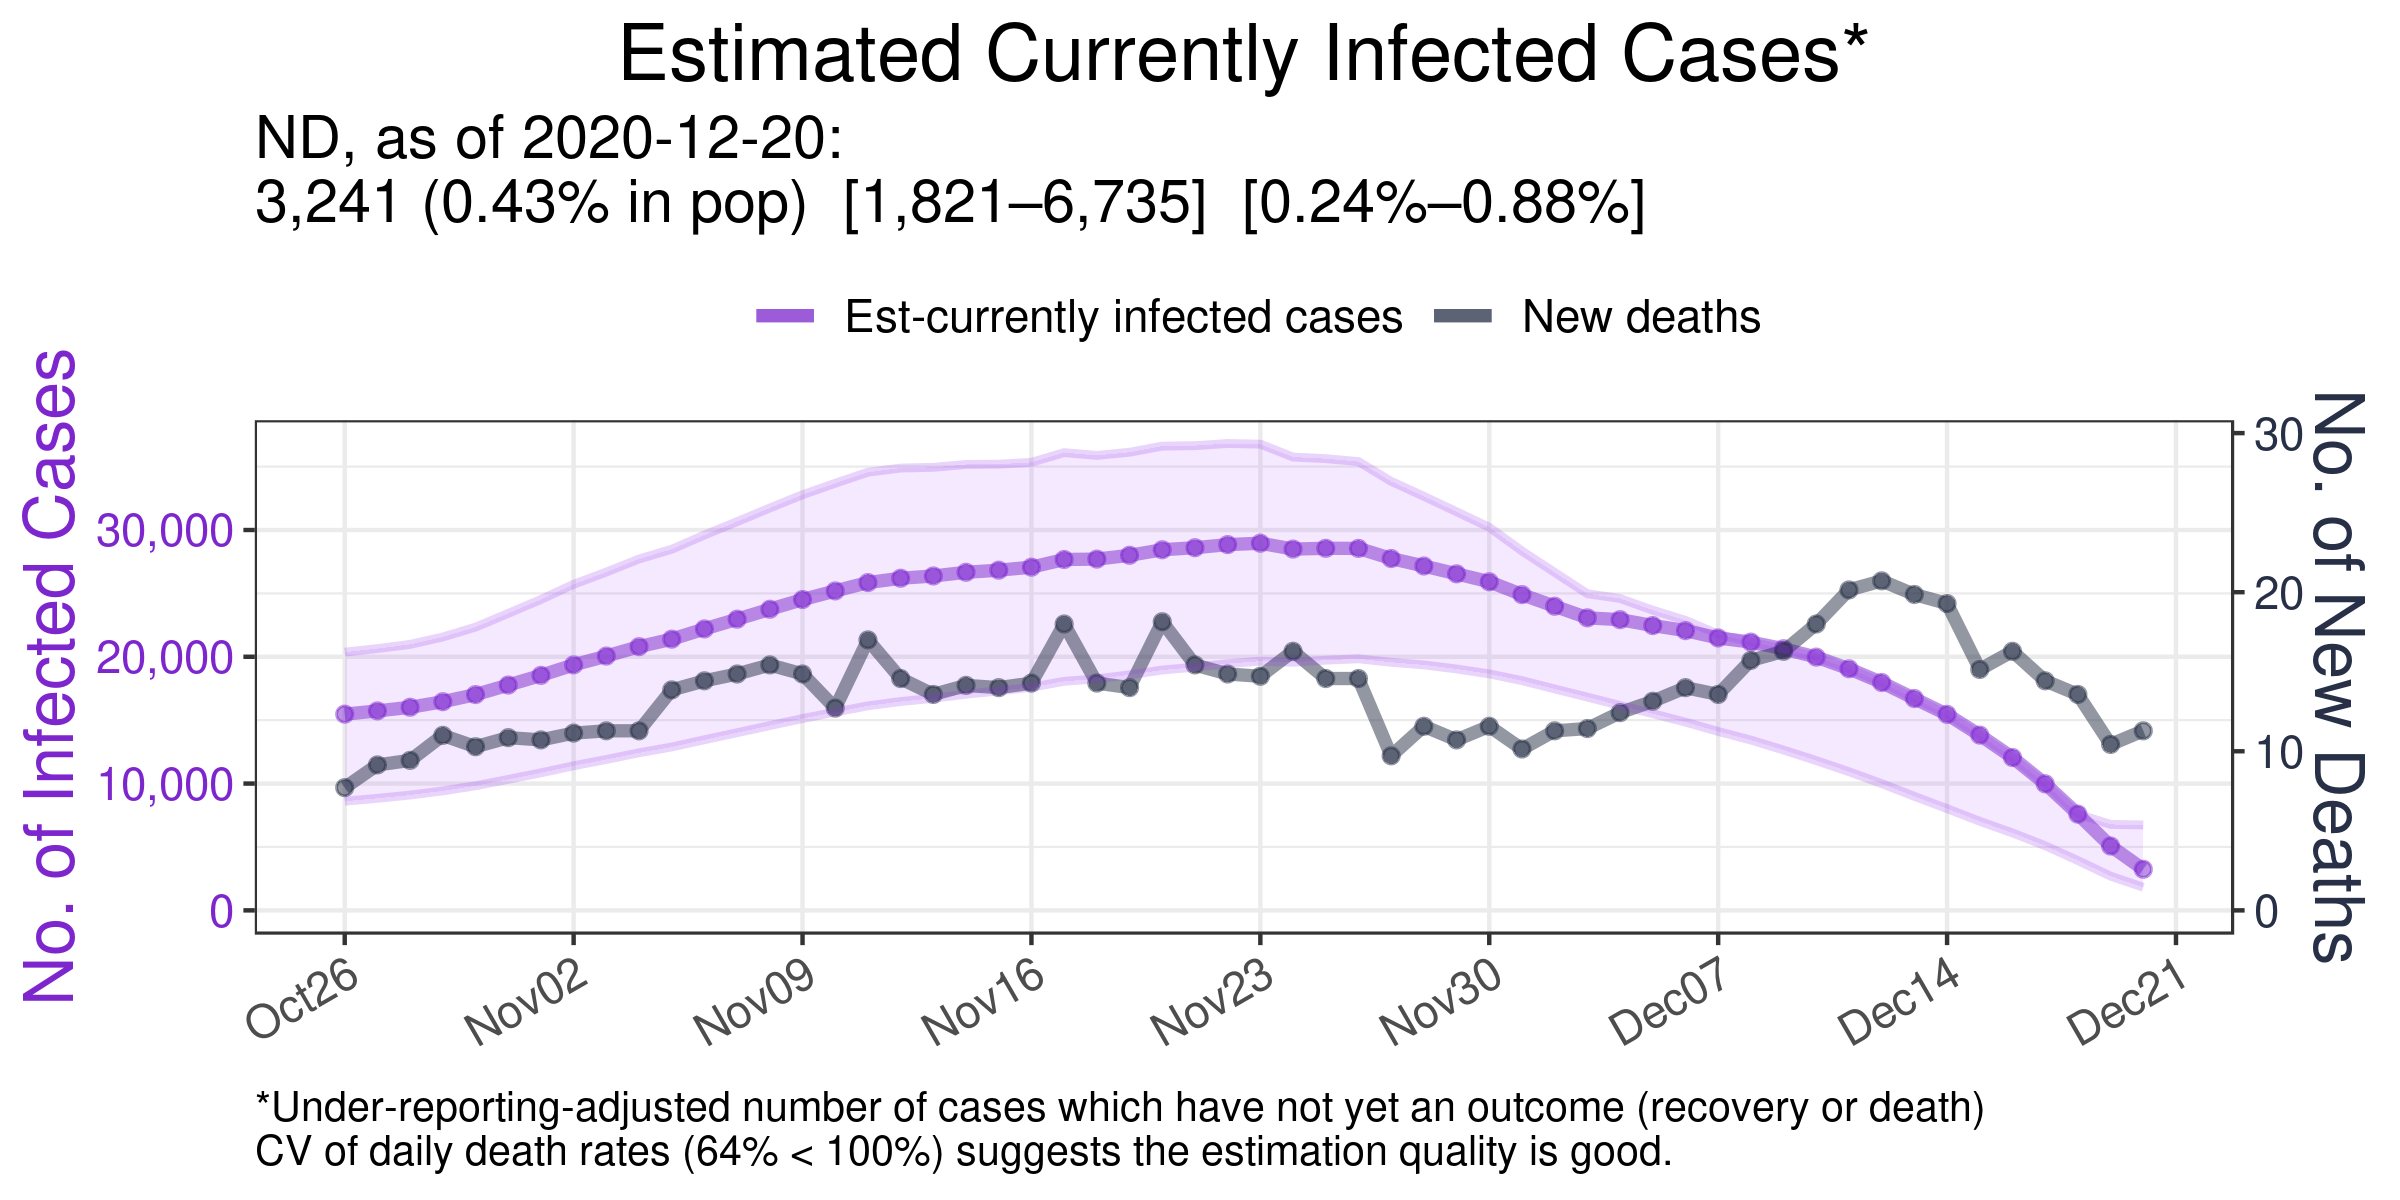 Estimated Currently Infected Cases*
ND, as of 2020-12-20:
3,241 (0.43% in pop)  [1,821–6,735]  [0.24%–0.88%]
Est-currently infected cases
New deaths
No. of Infected Cases
30,000
20,000
10,000
0
30
20
10
0
No. of New Deaths
Oct26
Nov02
Nov09
Nov16
Nov23
Nov30
Dec07
Dec14
Dec21
*Under-reporting-adjusted number of cases which have not yet an outcome (recovery or death)
CV of daily death rates (64% < 100%) suggests the estimation quality is good.